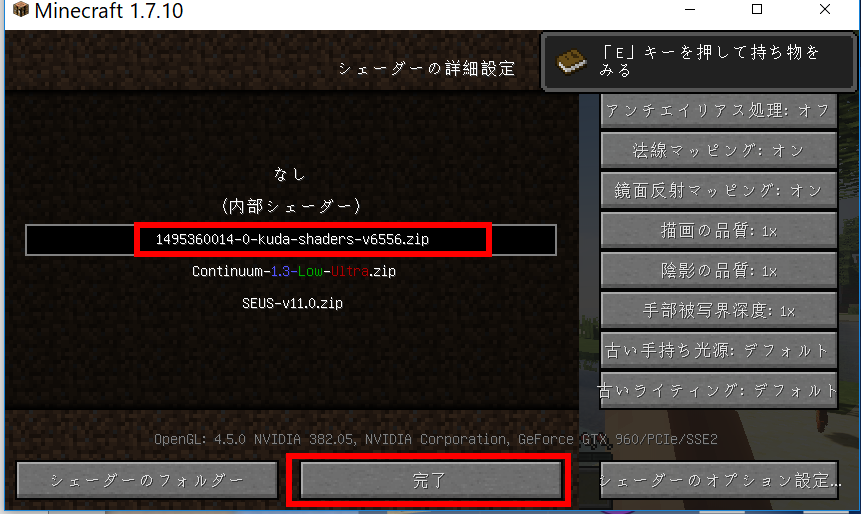 Minecraft 1.7.10
シェーダーの詳細設定
「E」キーを押して持ち物を
みる
アンチエイリアス処理: オフ
なし
法線マッピング: オン
(内部シェーダー)
鏡面反射マッピング: オン
1495360014-0-kuda-shaders-v6556.zip
描画の品質: 1x
Continuum-1.3-Low-Ultra.zip
陰影の品質: 1x
SEUS-v11.0.zip
手部被写界深度: 1x
古い手持ち光源: デフォルト
古いライティング: デフォルト
OpenGL: 4.5.0 NVIDIA 382.05, NVIDIA Corporation, GeForce GTX 960/PCIe/SSE2
シェーダーのフォルダー
完了
シェーダーのオプション設定...